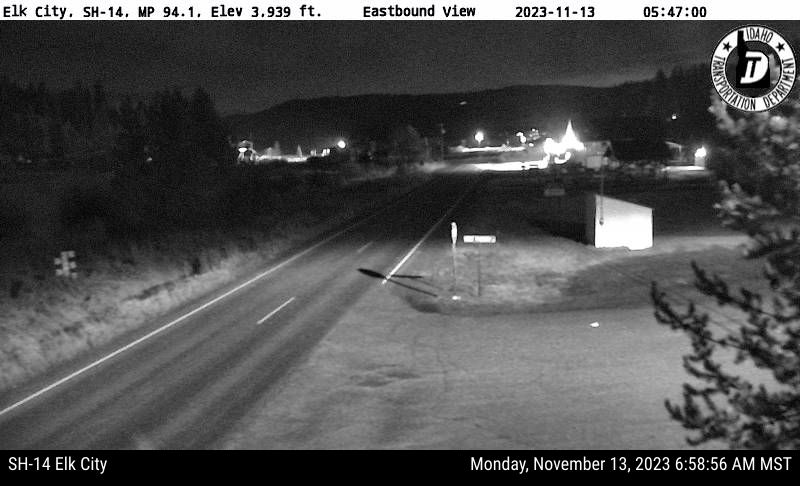 Elk City, SH-14, MP 94.1, Elev 3,939 ft. Eastbound View 2023-11-13 05:47:00
IDAHO
TRANSPORTATION DEPARTMENT
SH-14 Elk City Monday, November 13, 2023 6:58:56 AM MST